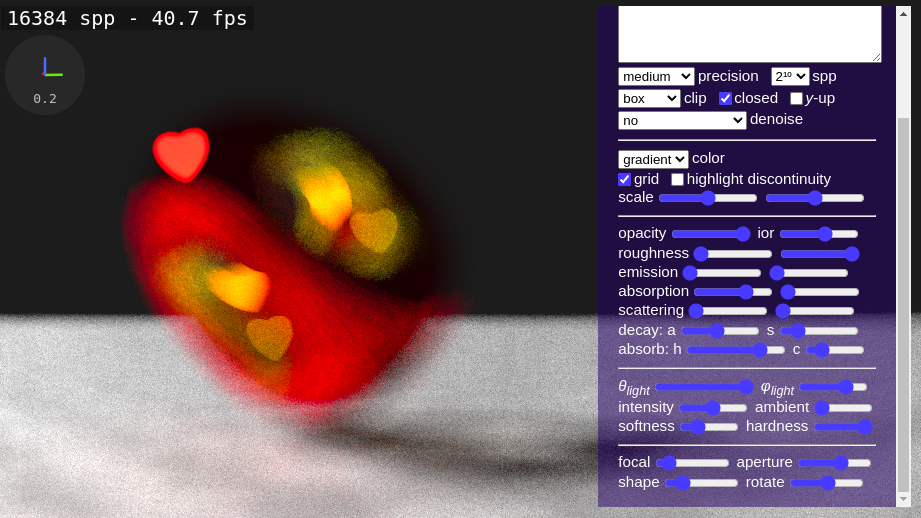 16384 spp - 40.7 fps
0.2
medium precision 2¹⁰ spp
box clip closed y-up
no denoise
gradient color
grid highlight discontinuity
scale
opacity ior
roughness
emission
absorption
scattering
decay: a s
absorb: h c
θlight φlight
intensity ambient
softness hardness
focal aperture
shape rotate